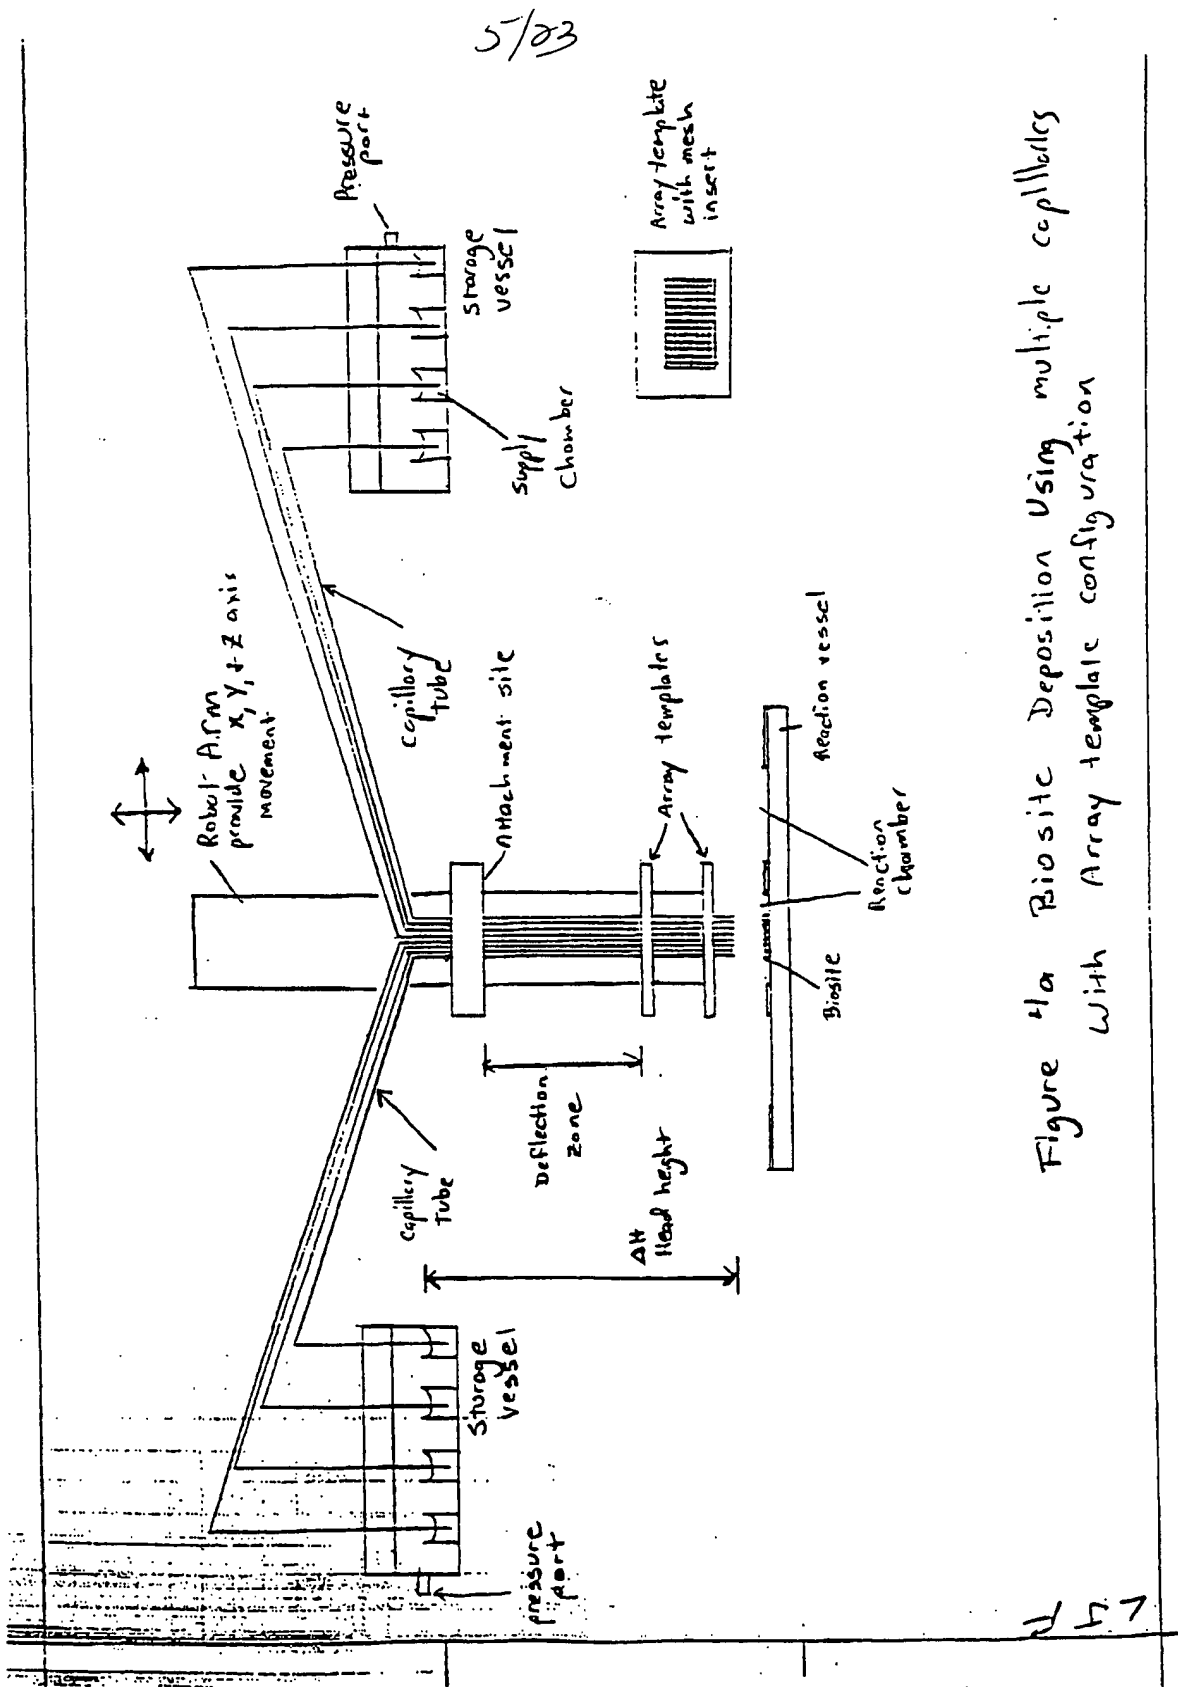 5/23
Robot Arm
provide x, y, + z axis
movement
Pressure
port
capillary
tube
capillary
tube
Storage
vessel
Storage
vessel
supply
chamber
pressure
port
Attachment site
Deflection
zone
ΔH
Head height
Array templates
Array template
with mesh
insert
Reaction vessel
Reaction
chamber
Biosite
Figure 4a Biosite Deposition Using multiple capillaries
With Array template configuration